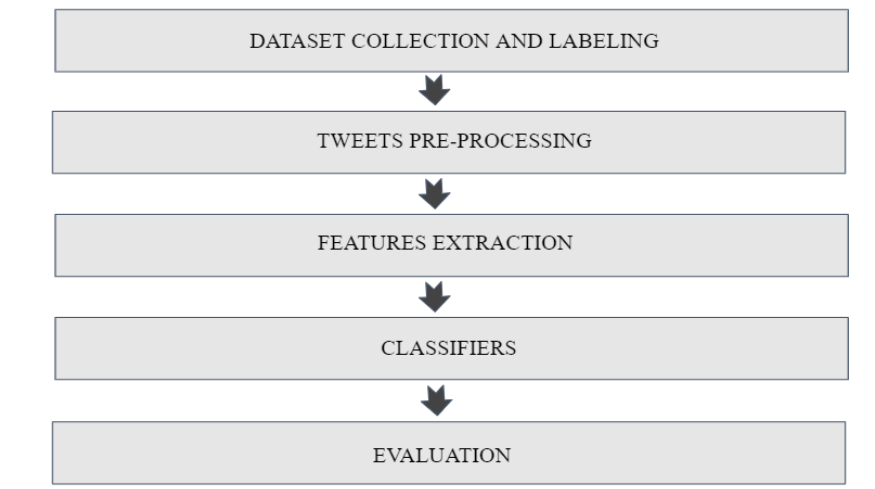 DATASET COLLECTION AND LABELING
TWEETS PRE-PROCESSING
FEATURES EXTRACTION
CLASSIFIERS
EVALUATION